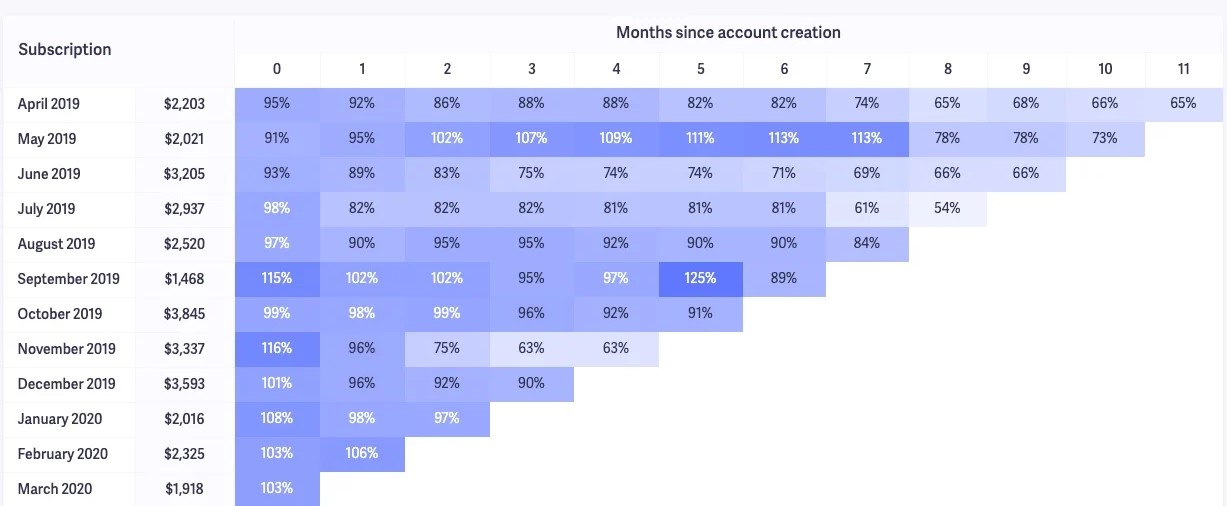 Months since account creation
Subscription
0 1 2 3 4 5 6 7 8 9 10 11
April 2019 $2,203 95% 92% 86% 88% 88% 82% 82% 74% 65% 68% 66% 65%
May 2019 $2,021 91% 95% 102% 107% 109% 111% 113% 113% 78% 78% 73%
June 2019 $3,205 93% 89% 83% 75% 74% 74% 71% 69% 66% 66%
July 2019 $2,937 98% 82% 82% 82% 81% 81% 81% 61% 54%
August 2019 $2,520 97% 90% 95% 95% 92% 90% 90% 84%
September 2019 $1,468 115% 102% 102% 95% 97% 125% 89%
October 2019 $3,845 99% 98% 99% 96% 92% 91%
November 2019 $3,337 116% 96% 75% 63% 63%
December 2019 $3,593 101% 96% 92% 90%
January 2020 $2,016 108% 98% 97%
February 2020 $2,325 103% 106%
March 2020 $1,918 103%